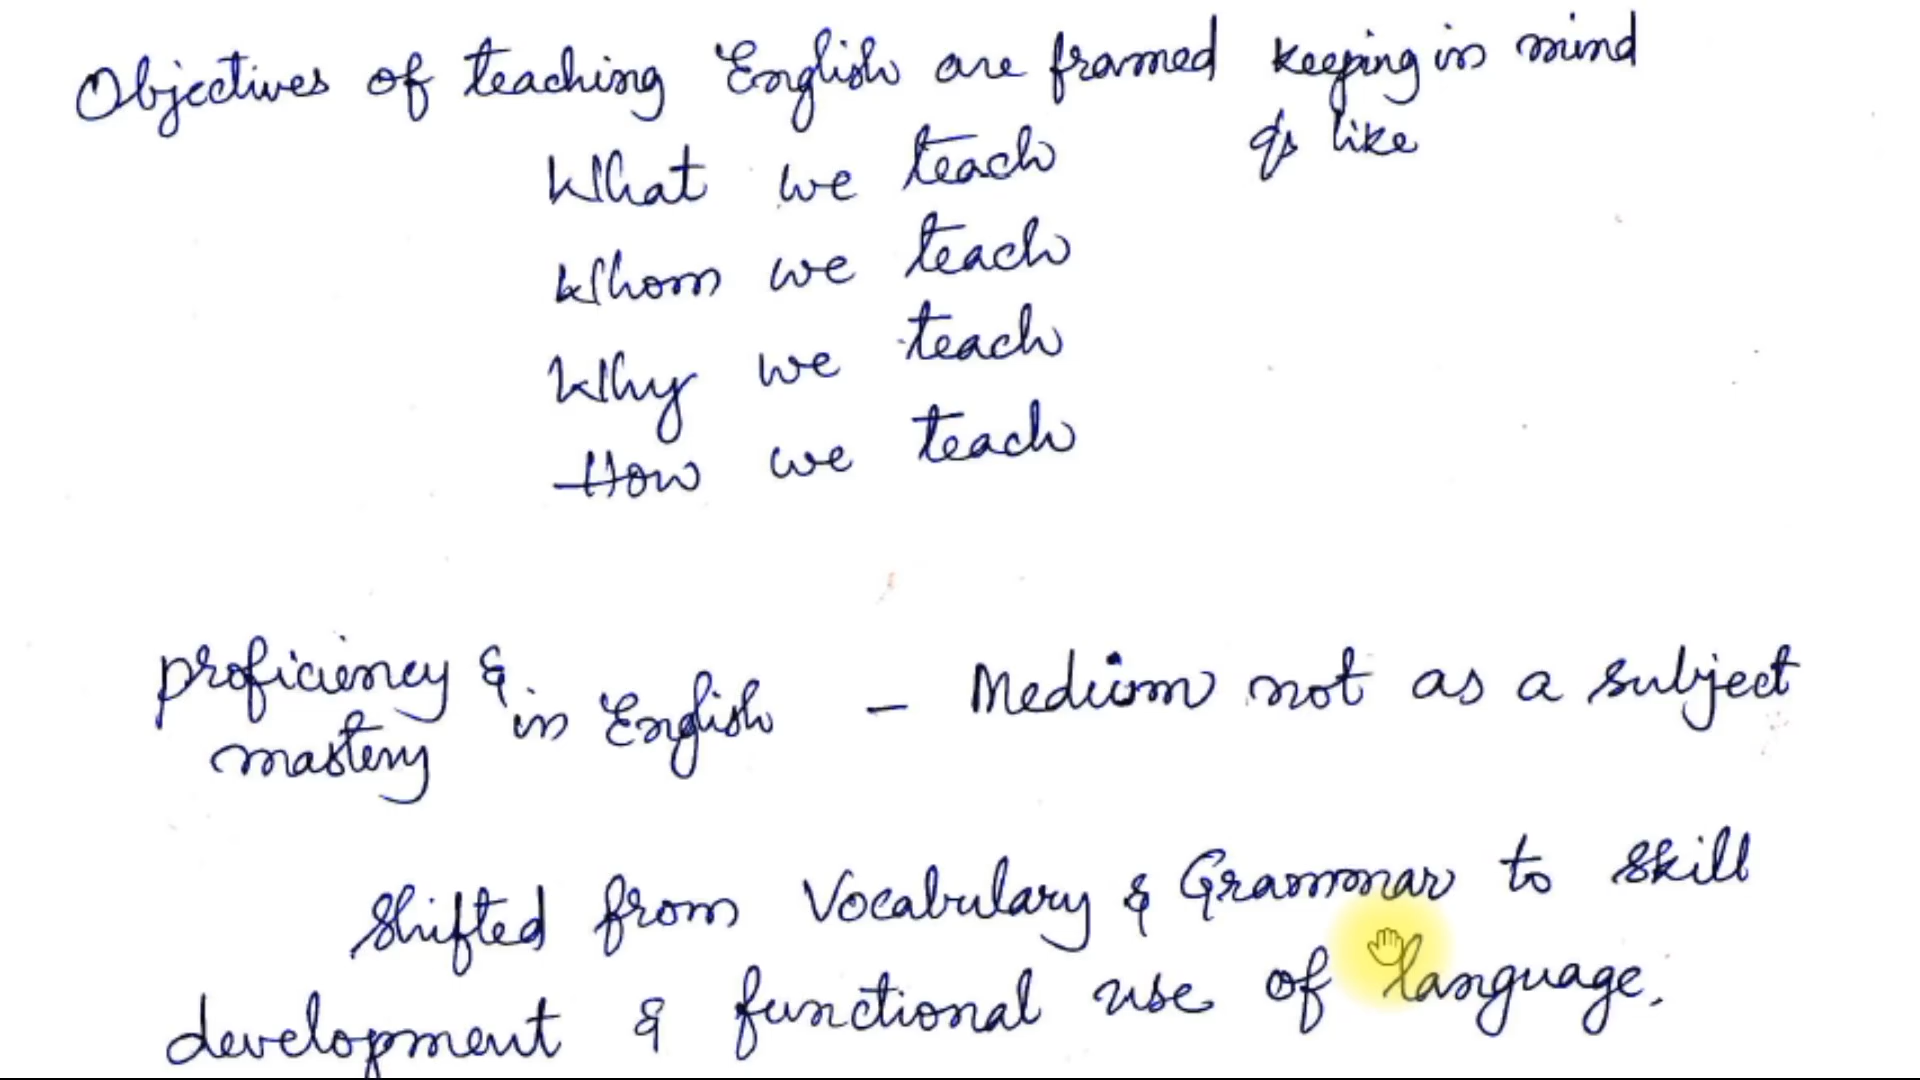 Objectives of teaching English are framed keeping in mind
Qs like
What we teach
Whom we teach
Why we teach
How we teach
Proficiency &
mastery in English - Medium not as a subject
Shifted from Vocabulary & Grammar to skill
development & functional use of language.